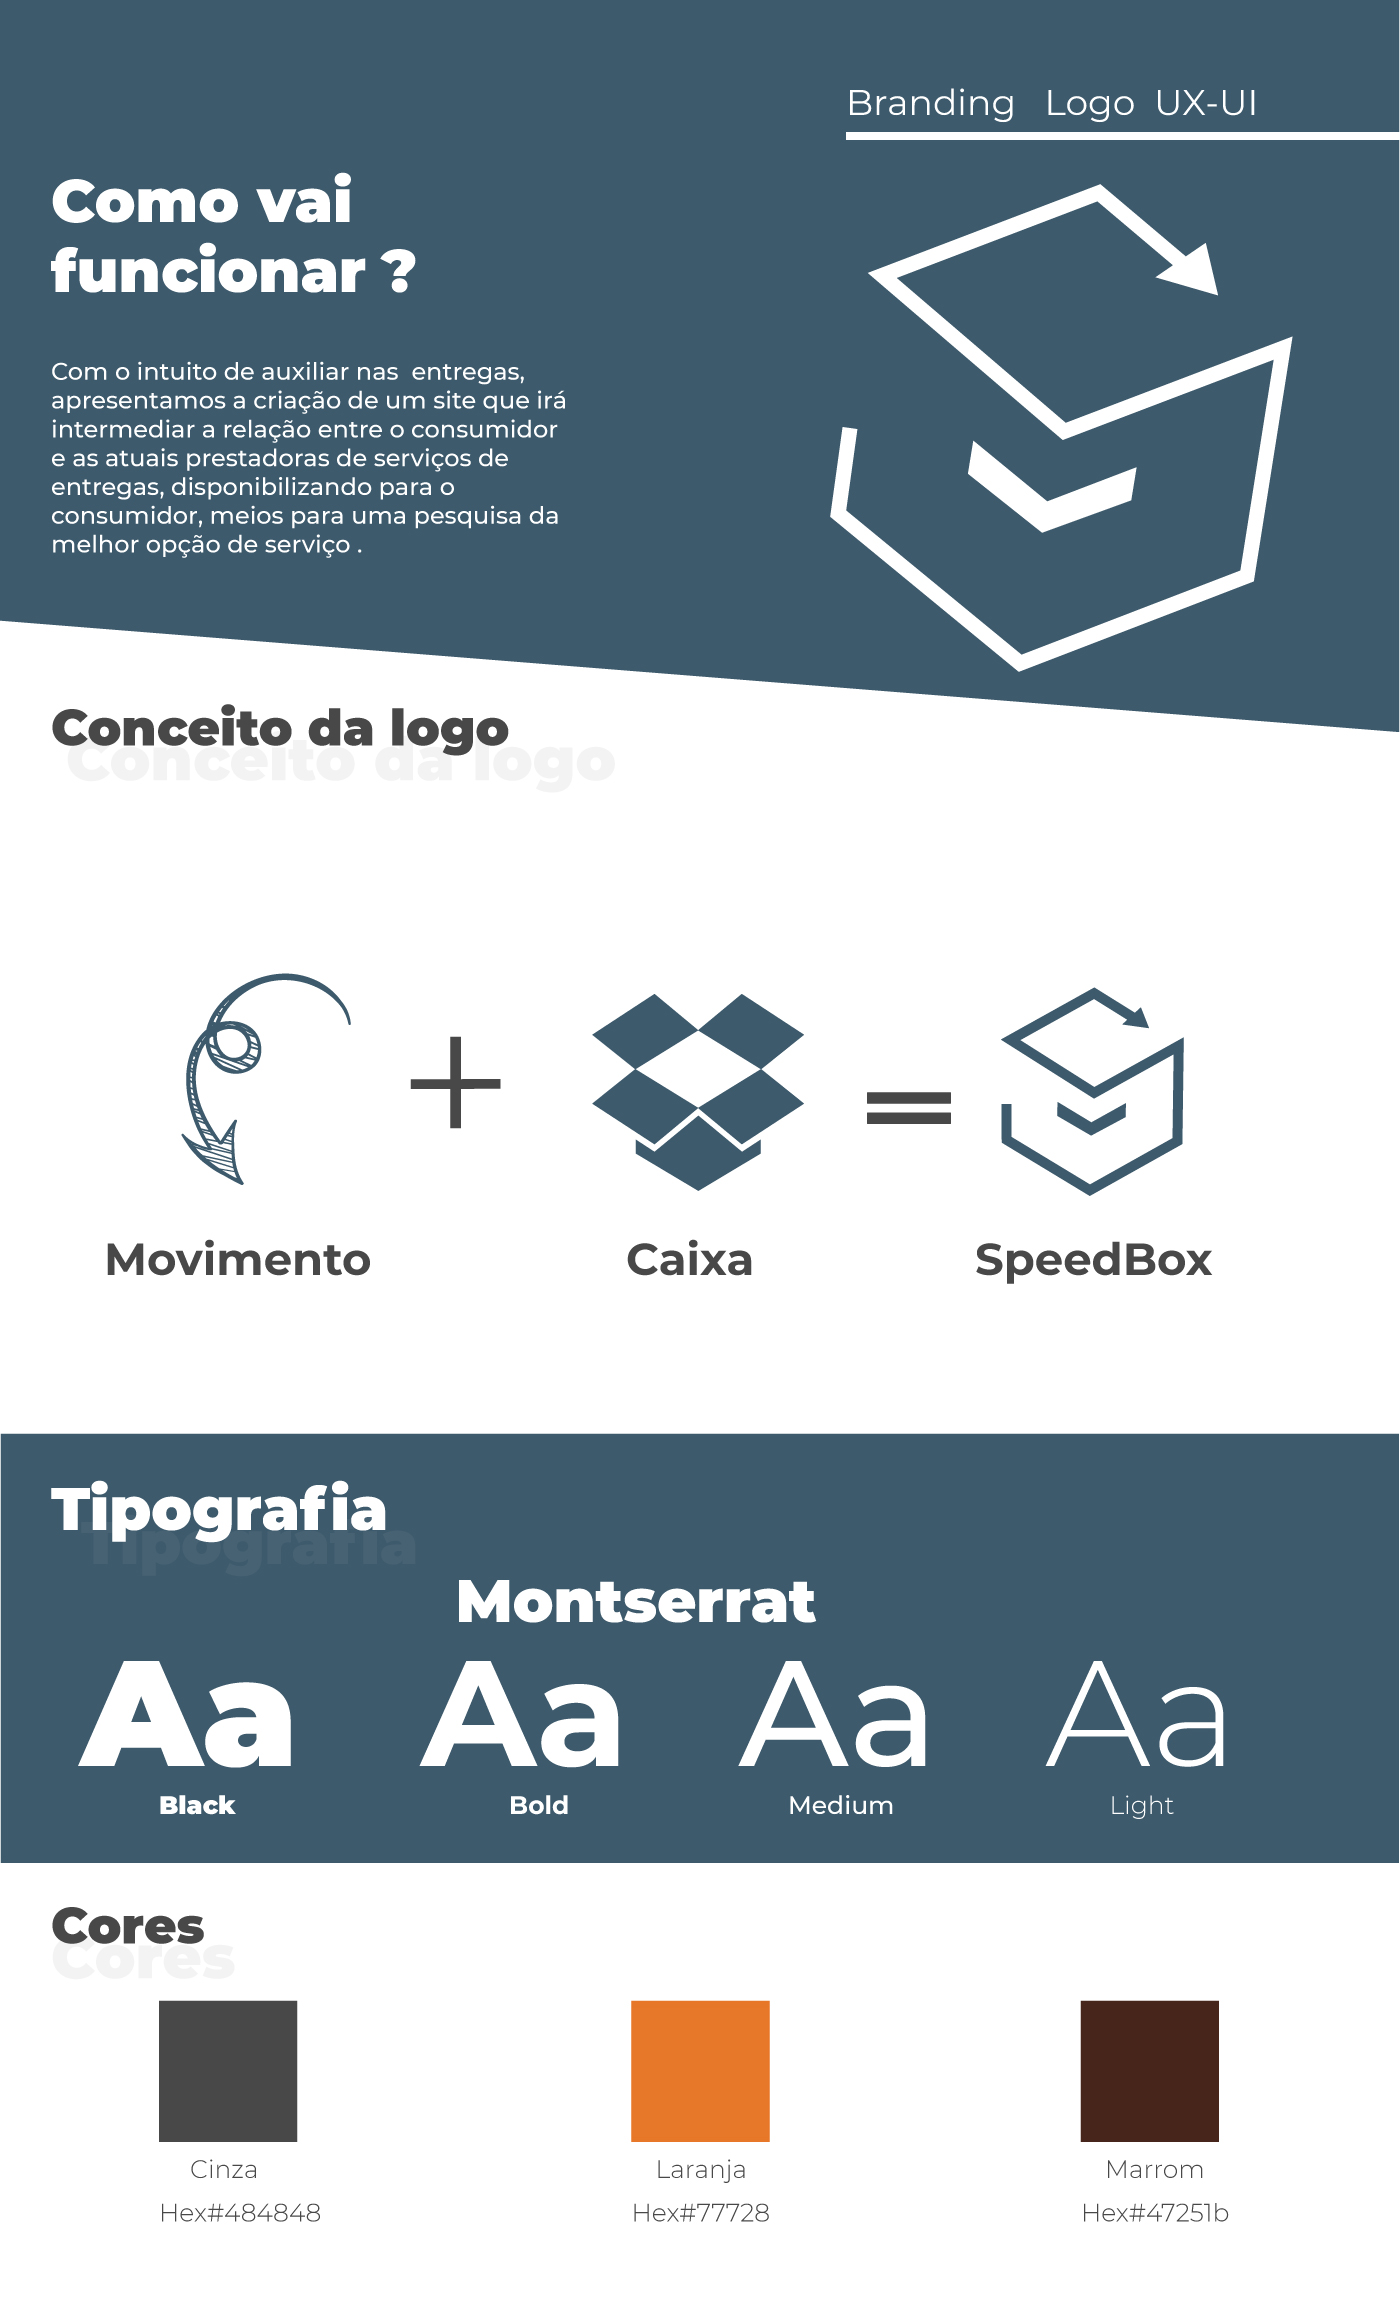 Branding Logo UX-UI
Como vai
funcionar ?
Com o intuito de auxiliar nas entregas,
apresentamos a criação de um site que irá
intermediar a relação entre o consumidor
e as atuais prestadoras de serviços de
entregas, disponibilizando para o
consumidor, meios para uma pesquisa da
melhor opção de serviço .
Conceito da logo
Conceito da logo
Movimento
Caixa
SpeedBox
Tipografia
Tipografia
Montserrat
Aa Aa Aa Aa
Black Bold Medium Light
Cores
Cores
Cinza Laranja Marrom
Hex#484848 Hex#77728 Hex#47251b